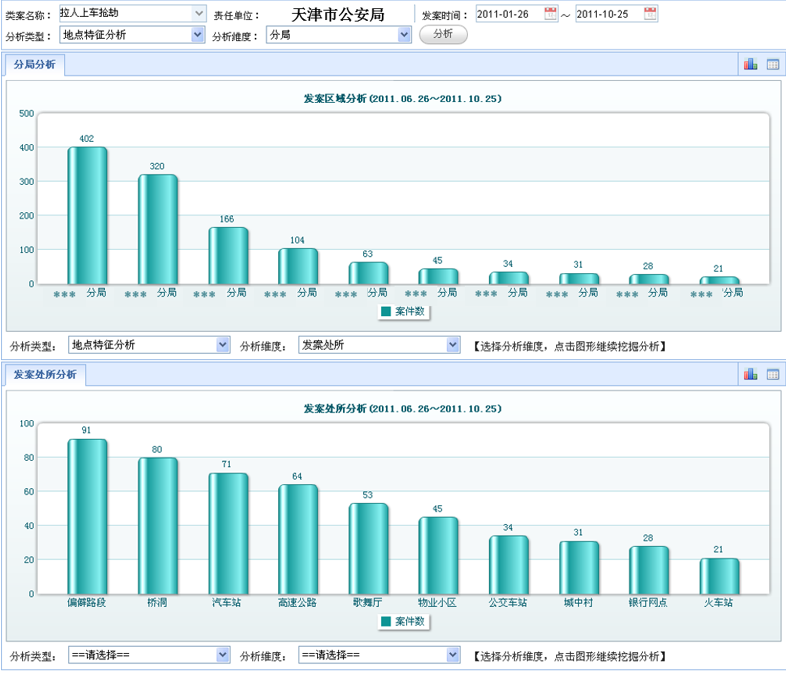 类案名称： 拉人上车抢劫 责任单位： 天津市公安局 发案时间： 2011-01-26 ～ 2011-10-25
分析类型： 地点特征分析 分析维度： 分局 分析
分局分析
发案区域分析(2011.06.26～2011.10.25)
500
400
300
200
100
0
402 320 166 104 63 45 34 31 28 21
*** 分局 *** 分局 *** 分局 *** 分局 *** 分局 *** 分局 *** 分局 *** 分局 *** 分局 *** 分局
案件数
分析类型： 地点特征分析 分析维度： 发案处所 【选择分析维度，点击图形继续挖掘分析】
发案处所分析
发案处所分析(2011.06.26～2011.10.25)
100
80
60
40
20
0
91 80 71 64 53 45 34 31 28 21
偏僻路段 桥洞 汽车站 高速公路 歌舞厅 物业小区 公交车站 城中村 银行网点 火车站
案件数
分析类型： ==请选择== 分析维度： ==请选择== 【选择分析维度，点击图形继续挖掘分析】